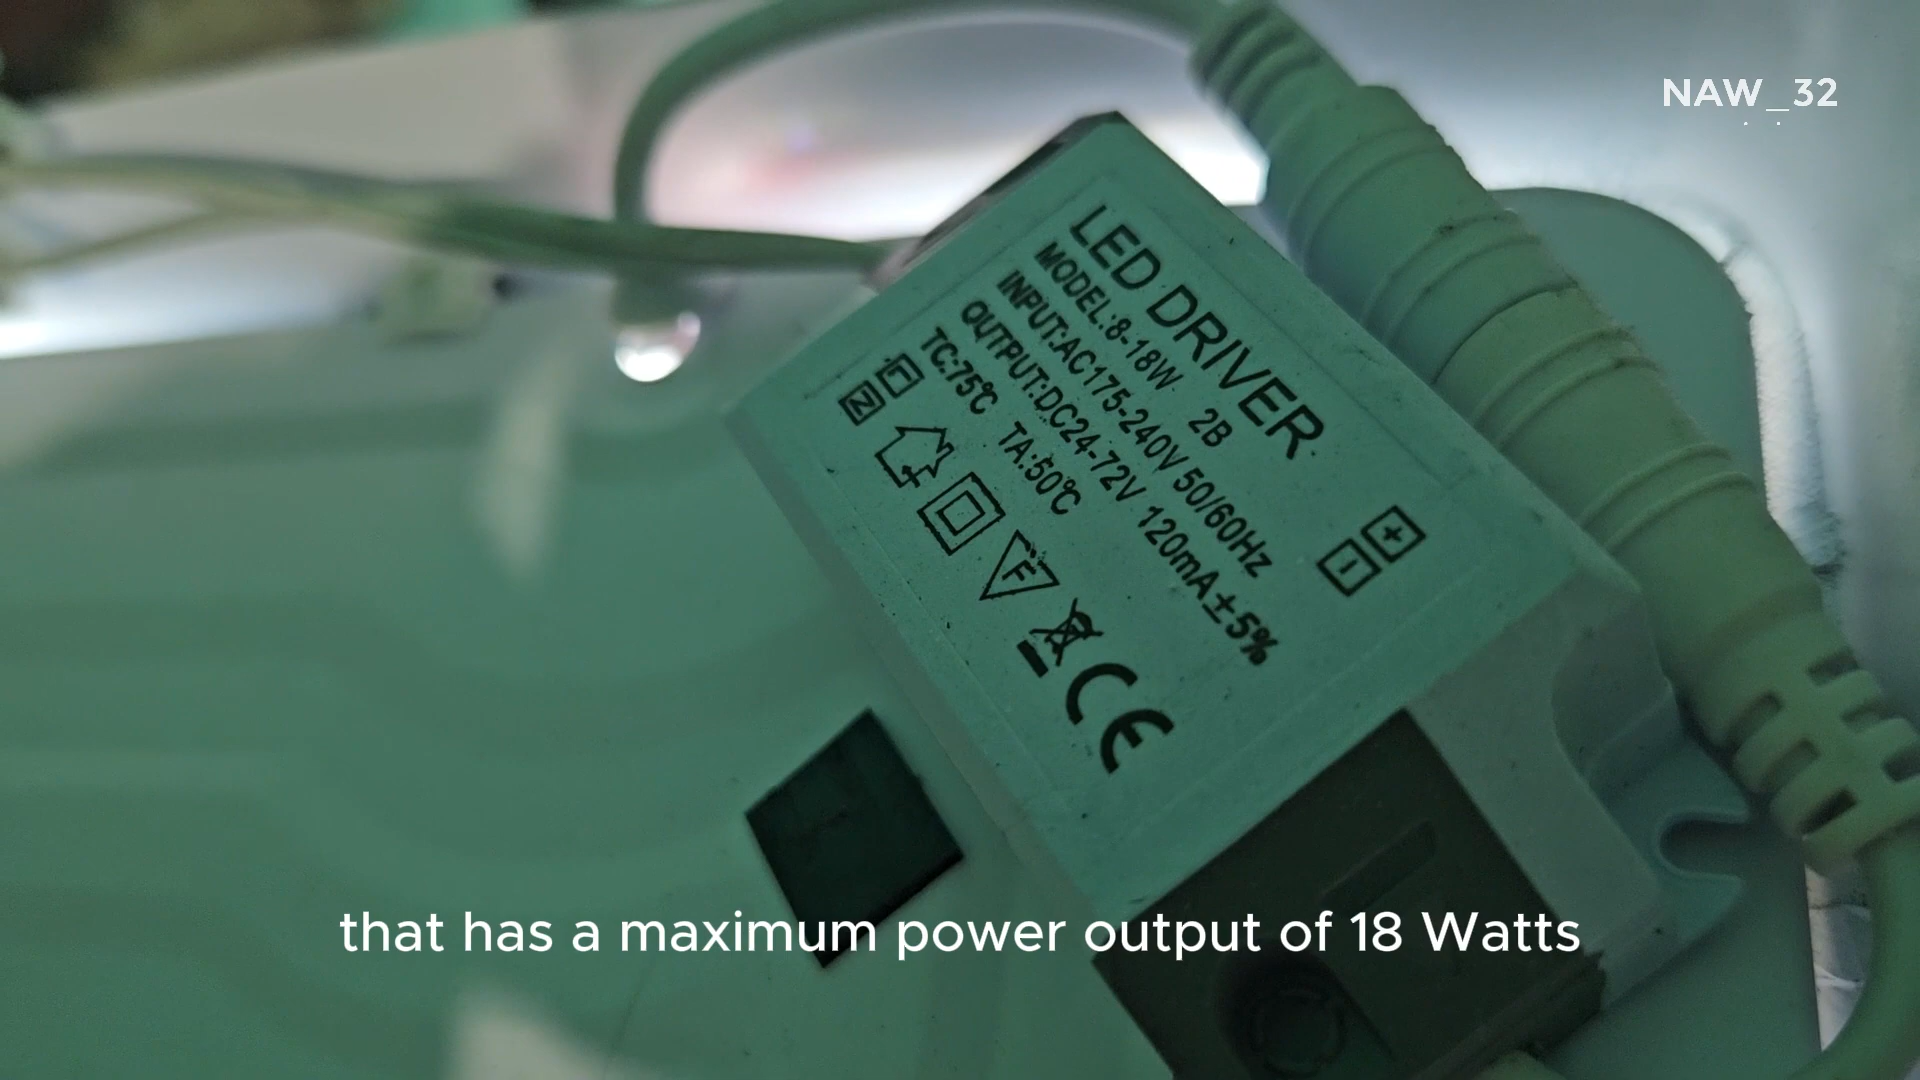 NAW_32
LED DRIVER
MODEL:8-18W 2B
INPUT:AC175-240V 50/60Hz
OUTPUT:DC24-72V 120mA±5%
TC:75℃ TA:50℃
F
CE
that has a maximum power output of 18 Watts